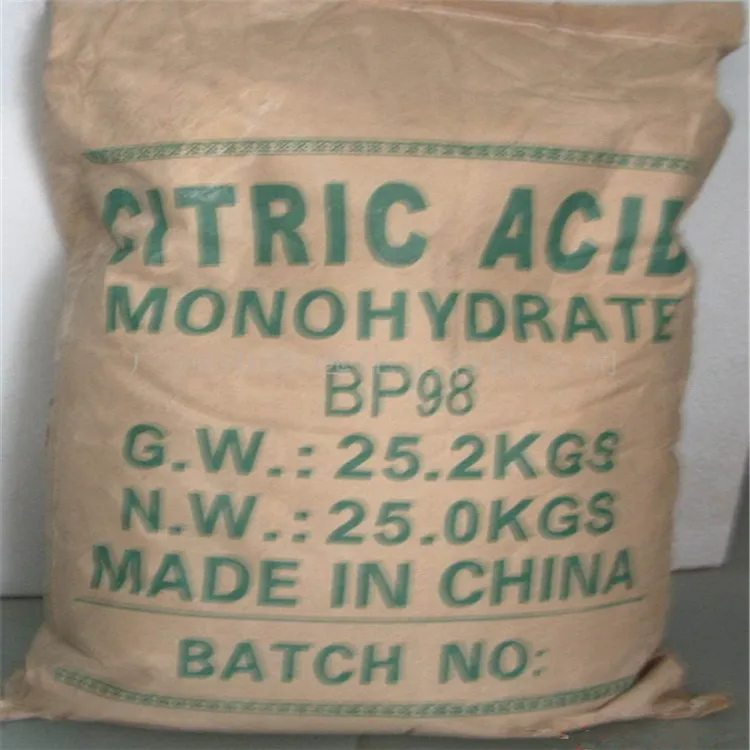 CITRIC ACID
MONOHYDRATE
BP98
G.W.: 25.2KGS
N.W.: 25.0KGS
MADE IN CHINA
BATCH NO: